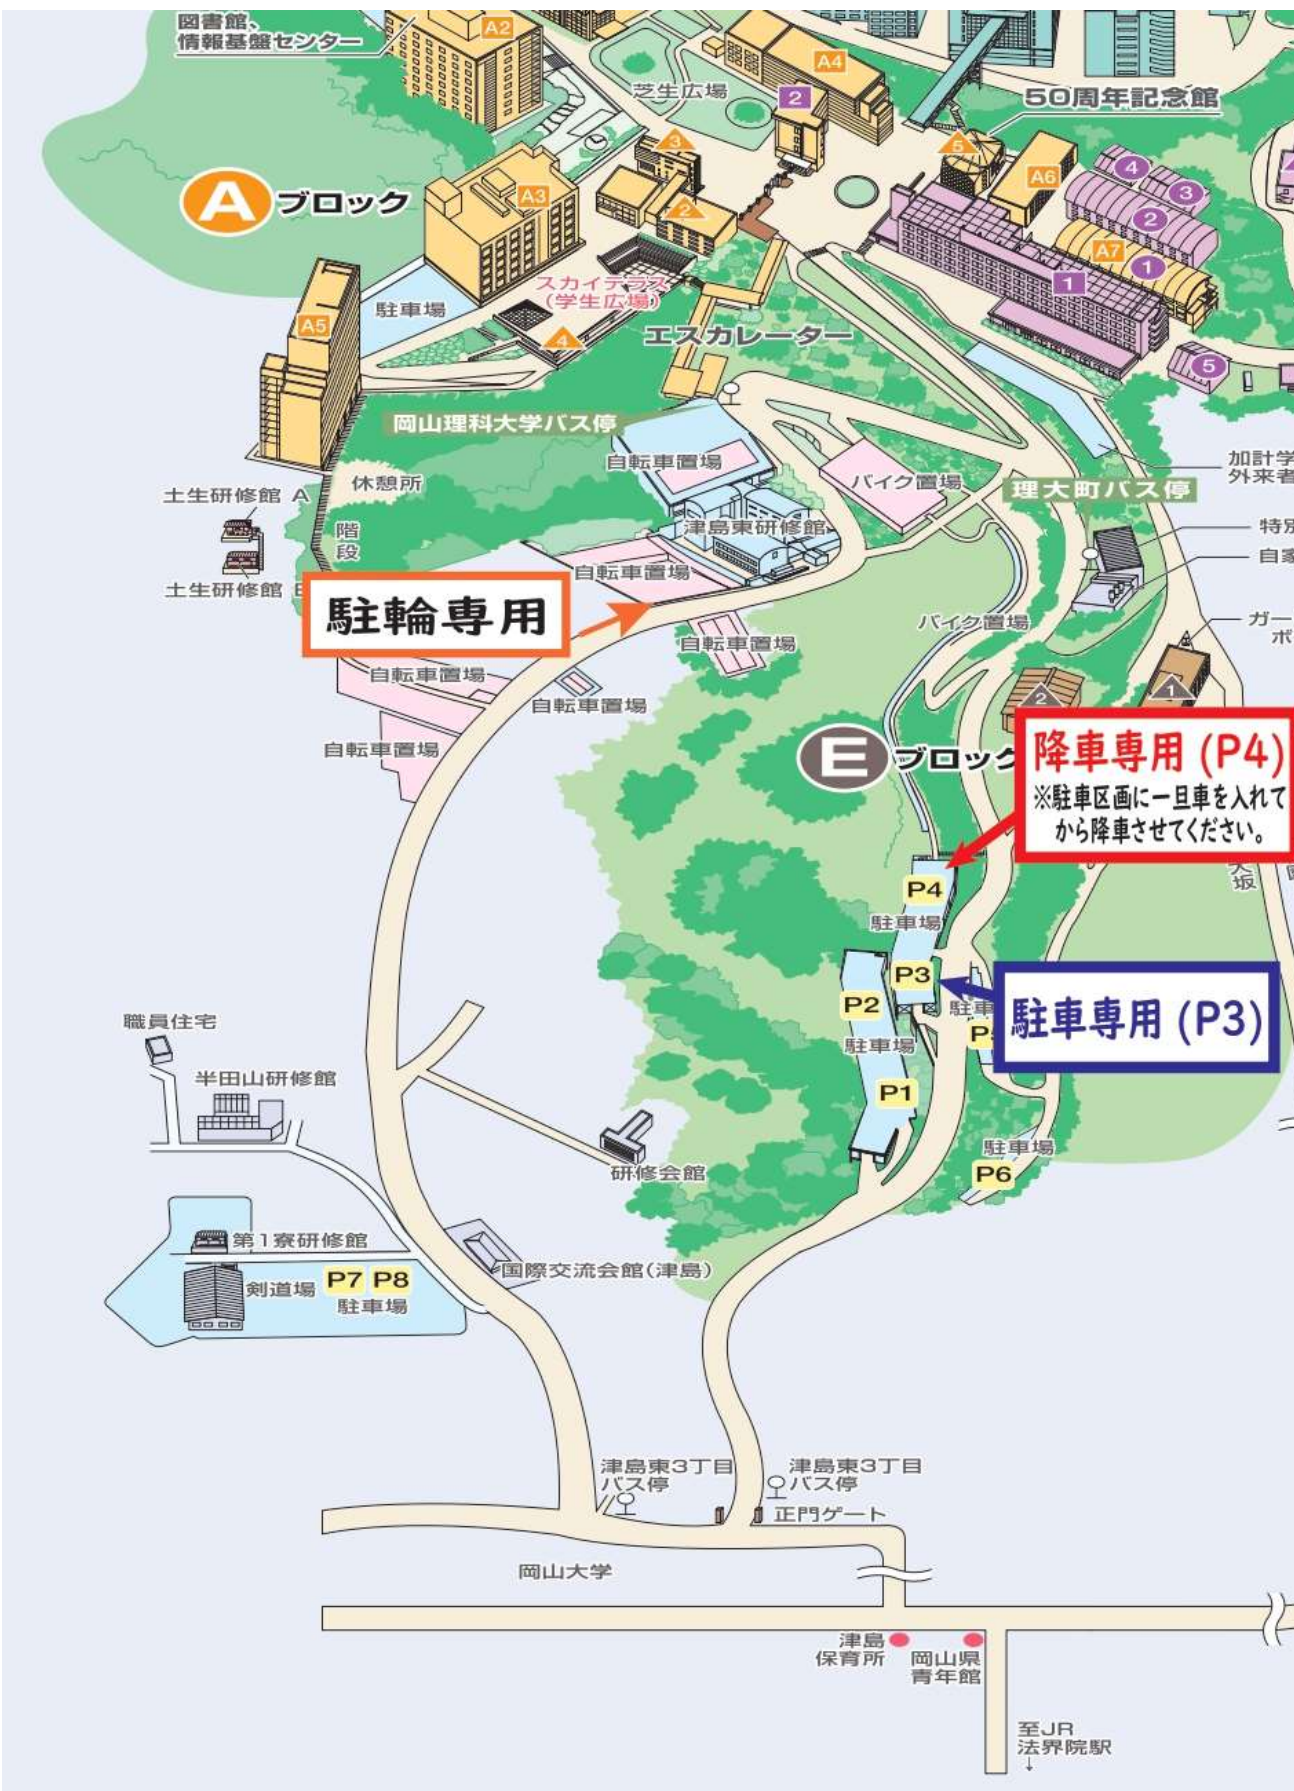 図書館、
情報基盤センター
A2
A4
芝生広場
2
50周年記念館
3
5
A6
4
3
2
A ブロック
A3
2
A7
1
1
スカイテラス
(学生広場)
駐車場
A5
4
エスカレーター
5
岡山理科大学バス停
自転車置場
バイク置場
加計学
外来者
理大町バス停
土生研修館 A
休憩所
階段
津島東研修館
特別
自家
土生研修館
自転車置場
駐輪専用
バイク置場
ガー
ボ
自転車置場
自転車置場
自転車置場
2
1
自転車置場
E ブロック
降車専用 (P4)
※駐車区画に一旦車を入れて
から降車させてください。
大坂
P4
駐車場
P3
P2
駐車
駐車専用 (P3)
駐車場
P1
職員住宅
半田山研修館
駐車場
P6
研修会館
第1寮研修館
国際交流会館(津島)
剣道場
P7 P8
駐車場
津島東3丁目
バス停
津島東3丁目
バス停
正門ゲート
岡山大学
津島
保育所
岡山県
青年館
至JR
法界院駅
↓